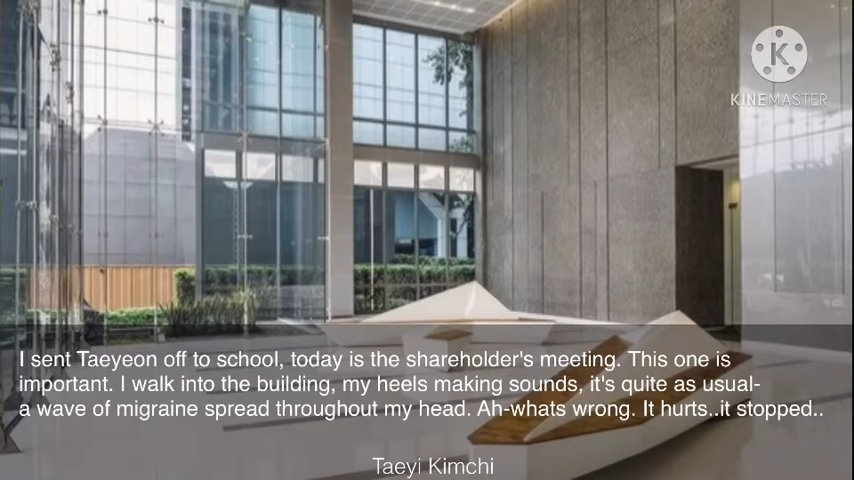 K
KINEMASTER
I sent Taeyeon off to school, today is the shareholder's meeting. This one is
important. I walk into the building, my heels making sounds, it's quite as usual-
a wave of migraine spread throughout my head. Ah-whats wrong. It hurts..it stopped..
Taeyi Kimchi